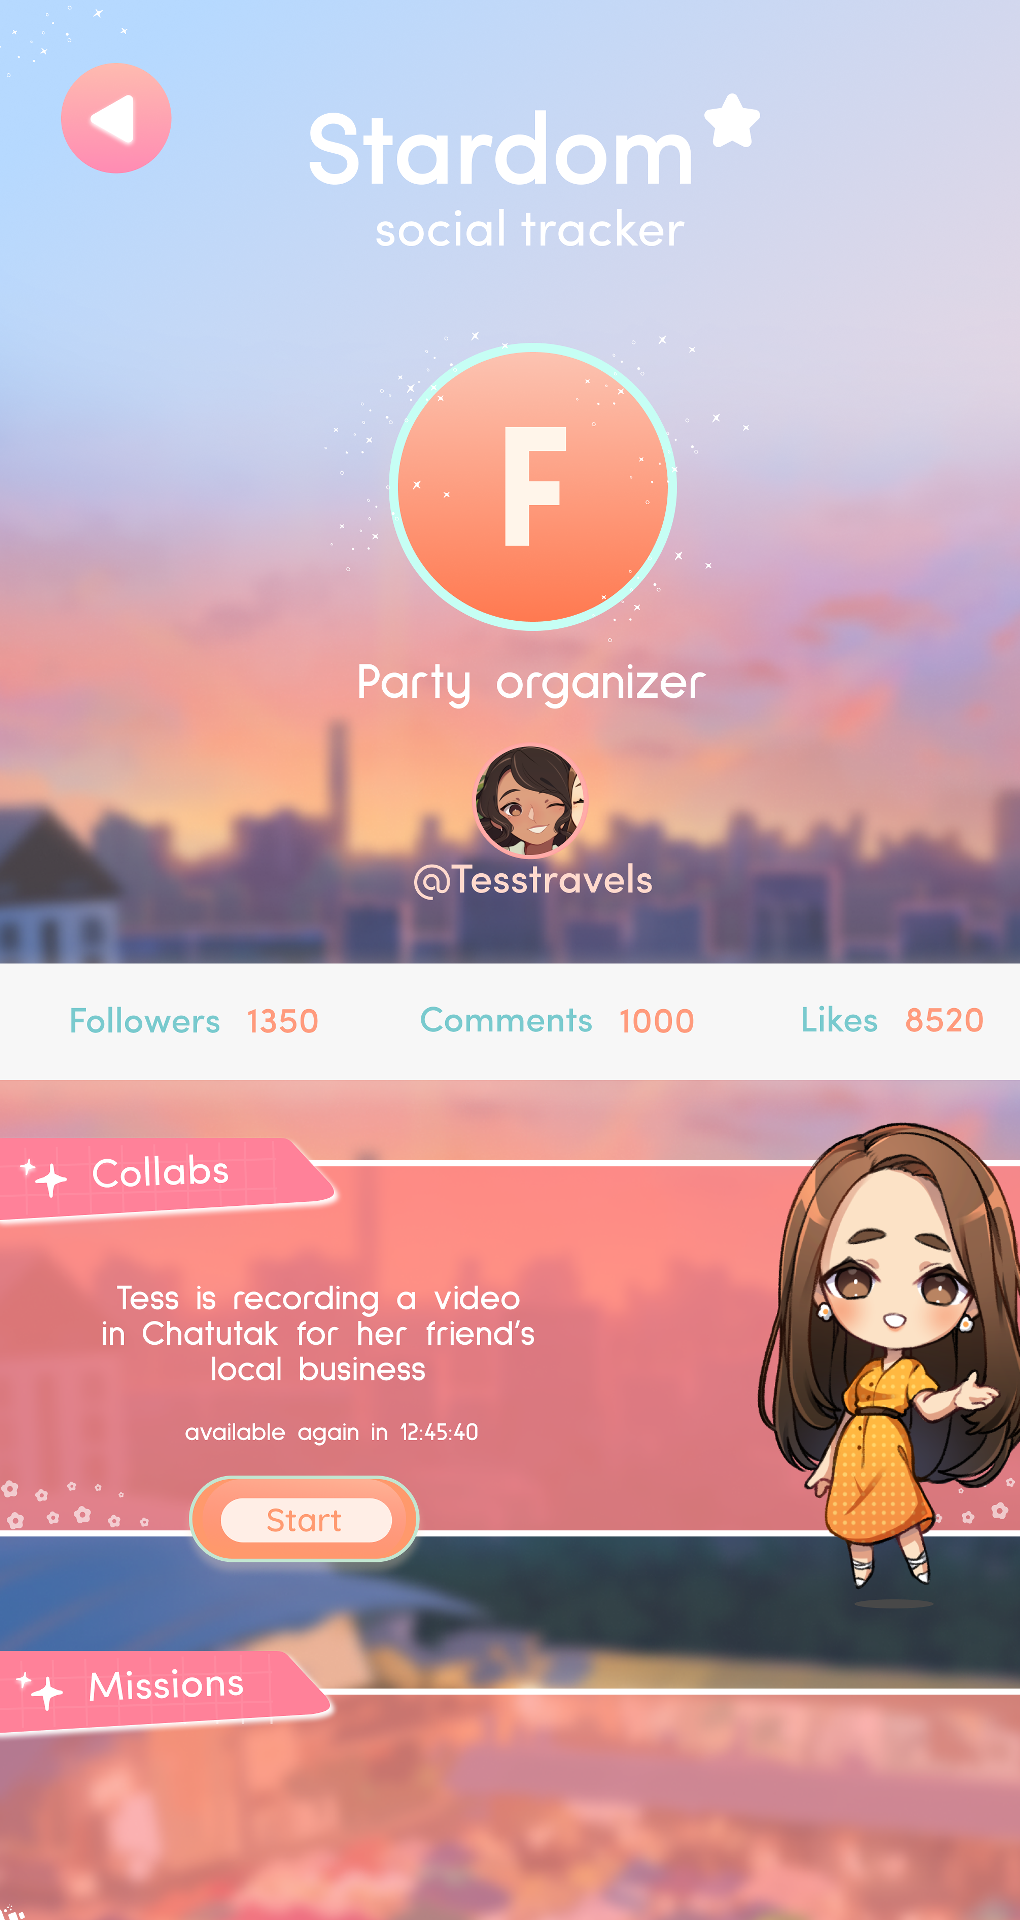 Stardom
social tracker
F
Party organizer
@Tesstravels
Followers 1350 Comments 1000 Likes 8520
Collabs
Tess is recording a video
in Chatutak for her friend's
local business
available again in 12:45:40
Start
Missions